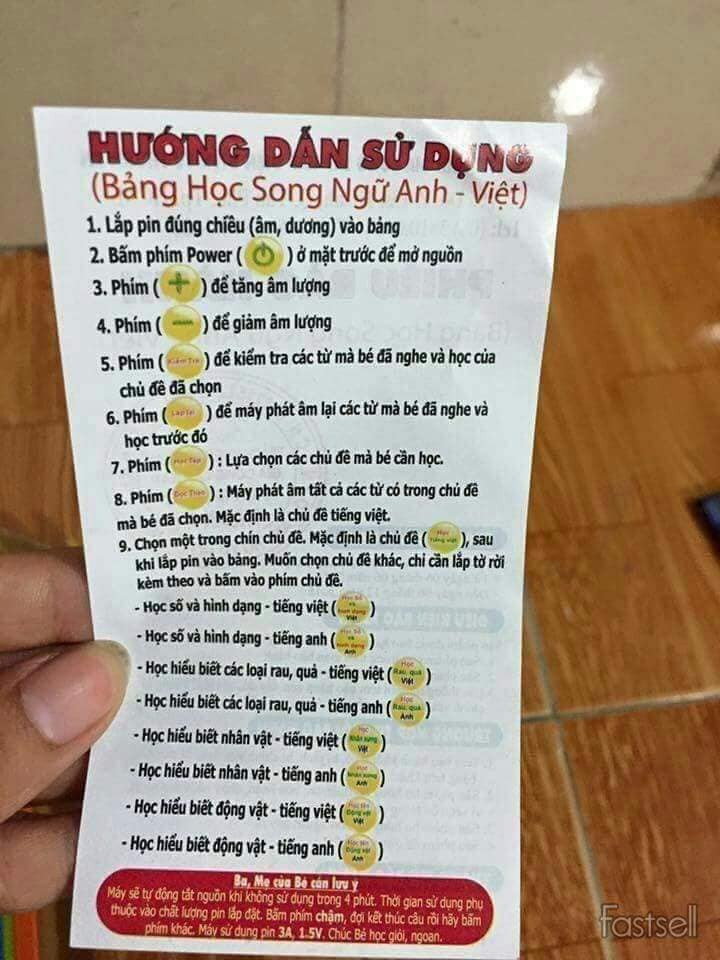 HƯỚNG DẪN SỬ DỤNG
(Bảng Học Song Ngữ Anh - Việt)
1. Lắp pin đúng chiều (âm, dương) vào bảng
2. Bấm phím Power ( ) ở mặt trước để mở nguồn
3. Phím ( + ) để tăng âm lượng
4. Phím ( − ) để giảm âm lượng
5. Phím ( Kiểm Tra ) để kiểm tra các từ mà bé đã nghe và học của
chủ đề đã chọn
6. Phím ( Lặp lại ) để máy phát âm lại các từ mà bé đã nghe và
học trước đó
7. Phím ( Học Tập ) : Lựa chọn các chủ đề mà bé cần học.
8. Phím ( Đọc Theo ) : Máy phát âm tất cả các từ có trong chủ đề
mà bé đã chọn. Mặc định là chủ đề tiếng việt.
9. Chọn một trong chín chủ đề. Mặc định là chủ đề ( Học Tiếng Việt ), sau
khi lắp pin vào bảng. Muốn chọn chủ đề khác, chỉ cần lắp tờ rời
kèm theo và bấm vào phím chủ đề.
- Học số và hình dạng - tiếng việt ( Học Số và hình dạng Việt )
- Học số và hình dạng - tiếng anh ( Học Số và hình dạng Anh )
- Học hiểu biết các loại rau, quả - tiếng việt ( Học Rau, quả Việt )
- Học hiểu biết các loại rau, quả - tiếng anh ( Học Rau, quả Anh )
- Học hiểu biết nhân vật - tiếng việt ( Học Nhân xưng Việt )
- Học hiểu biết nhân vật - tiếng anh ( Học Nhân xưng Anh )
- Học hiểu biết động vật - tiếng việt ( Học tên Động vật Việt )
- Học hiểu biết động vật - tiếng anh ( Học tên Động vật Anh )
Ba, Mẹ của Bé cần lưu ý
Máy sẽ tự động tắt nguồn khi không sử dụng trong 4 phút. Thời gian sử dụng phụ
thuộc vào chất lượng pin lắp đặt. Bấm phím chậm, đợi kết thúc câu rồi hãy bấm
phím khác. Máy sử dụng pin 3A, 1.5V. Chúc Bé học giỏi, ngoan.
fastsell